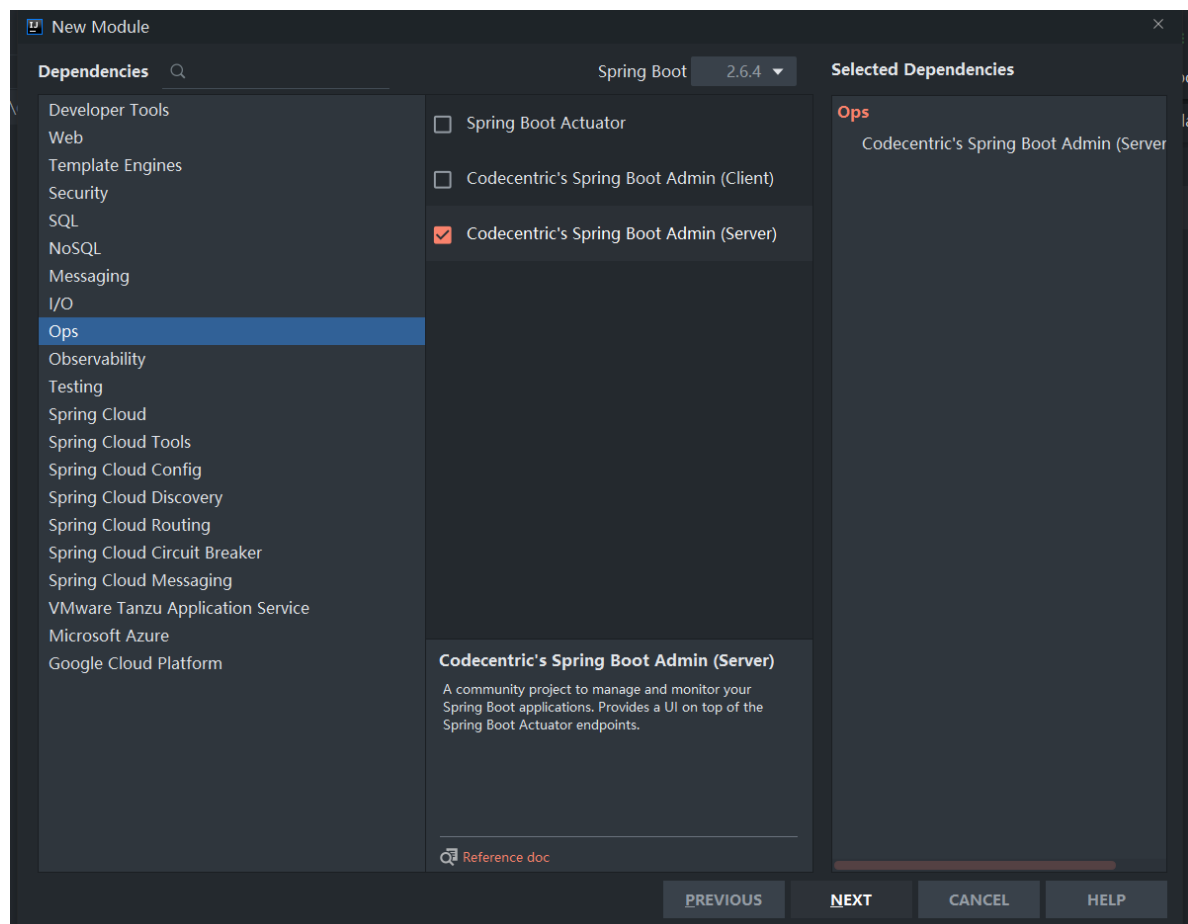 New Module
Dependencies
Spring Boot 2.6.4
Selected Dependencies
Developer Tools
Web
Template Engines
Security
SQL
NoSQL
Messaging
I/O
Ops
Observability
Testing
Spring Cloud
Spring Cloud Tools
Spring Cloud Config
Spring Cloud Discovery
Spring Cloud Routing
Spring Cloud Circuit Breaker
Spring Cloud Messaging
VMware Tanzu Application Service
Microsoft Azure
Google Cloud Platform
Spring Boot Actuator
Codecentric's Spring Boot Admin (Client)
Codecentric's Spring Boot Admin (Server)
Codecentric's Spring Boot Admin (Server)
A community project to manage and monitor your
Spring Boot applications. Provides a UI on top of the
Spring Boot Actuator endpoints.
Reference doc
Ops
Codecentric's Spring Boot Admin (Server
PREVIOUS
NEXT
CANCEL
HELP